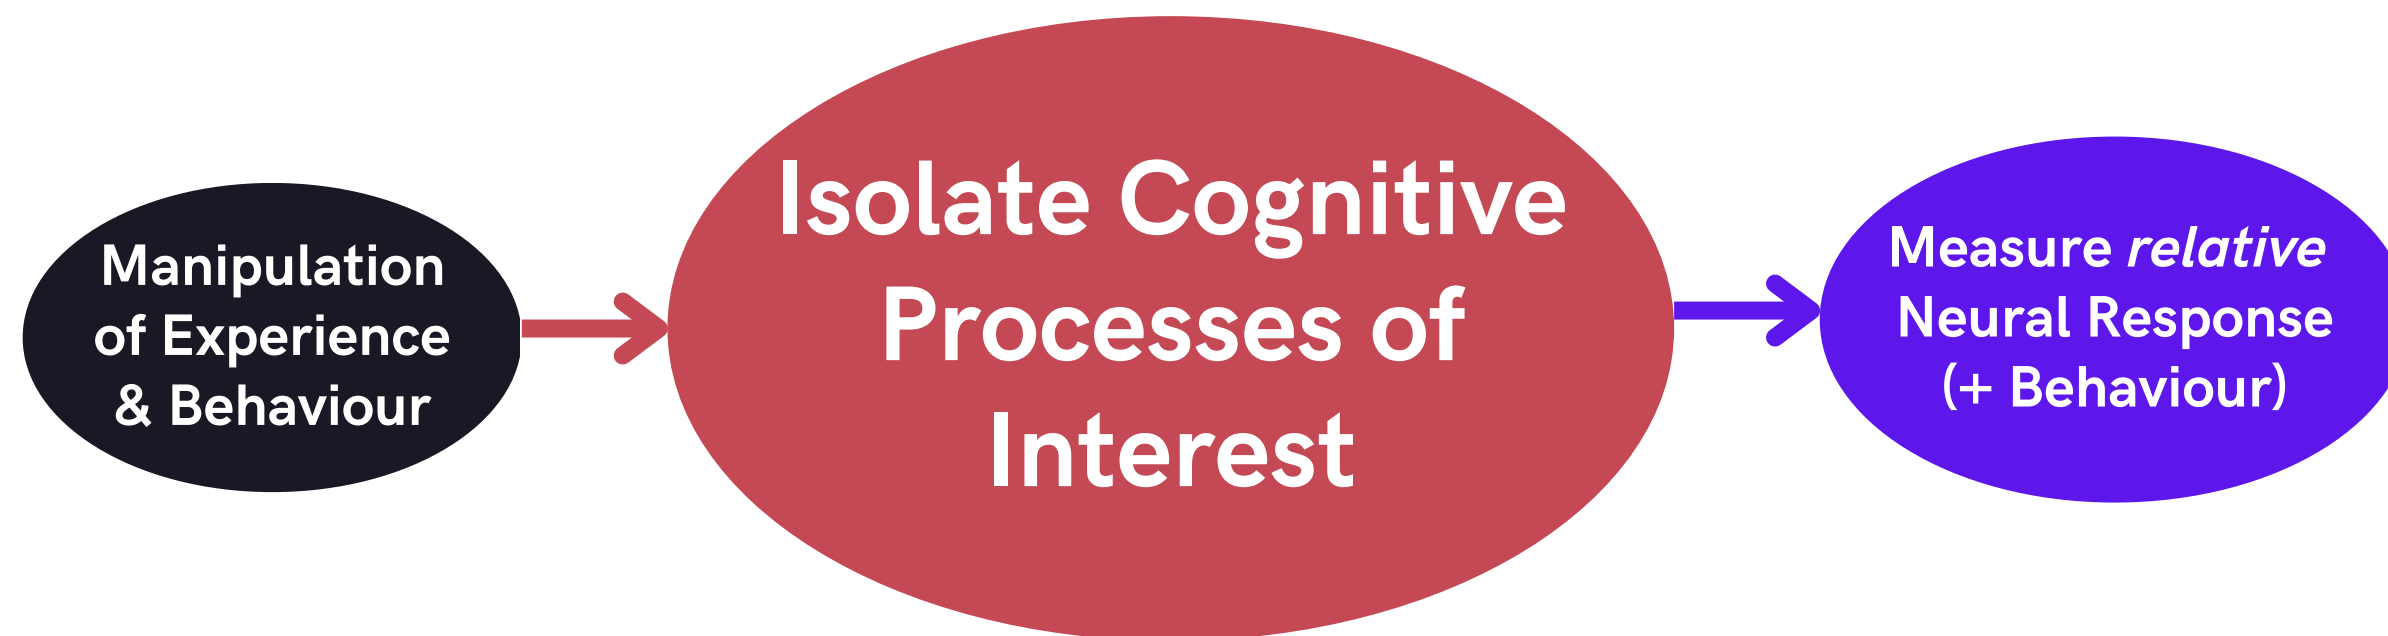 Manipulation
of Experience
& Behaviour
Isolate Cognitive
Processes of
Interest
Measure relative
Neural Response
(+ Behaviour)